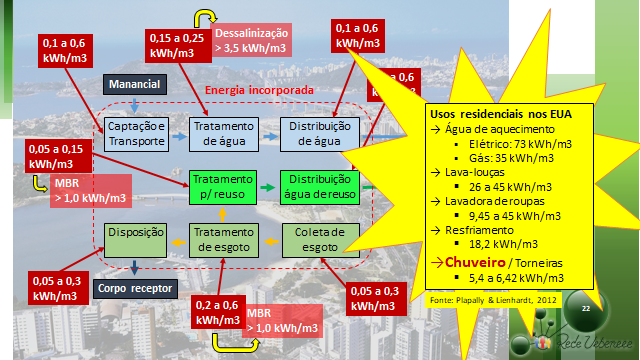 0,1 a 0,6
kWh/m3
0,15 a 0,25
kWh/m3
Dessalinização
> 3,5 kWh/m3
0,1 a 0,6
kWh/m3
a 0,6
kWh/m3
Manancial
Energia incorporada
Captação e
Transporte
Tratamento
de água
Distribuição
de água
0,05 a 0,15
kWh/m3
MBR
> 1,0 kWh/m3
Tratamento
p/ reuso
Distribuição
água de reuso
Disposição
Tratamento
de esgoto
Coleta de
esgoto
0,05 a 0,3
kWh/m3
Corpo receptor
0,2 a 0,6
kWh/m3
MBR
> 1,0 kWh/m3
0,05 a 0,3
kWh/m3
Usos residenciais nos EUA
→ Água de aquecimento
▪ Elétrico: 73 kWh/m3
▪ Gás: 35 kWh/m3
→ Lava-louças
▪ 26 a 45 kWh/m3
→ Lavadora de roupas
▪ 9,45 a 45 kWh/m3
→ Resfriamento
▪ 18,2 kWh/m3
→Chuveiro / Torneiras
▪ 5,4 a 6,42 kWh/m3
Fonte: Plapally & Lienhardt, 2012
22
Rede Urbenere